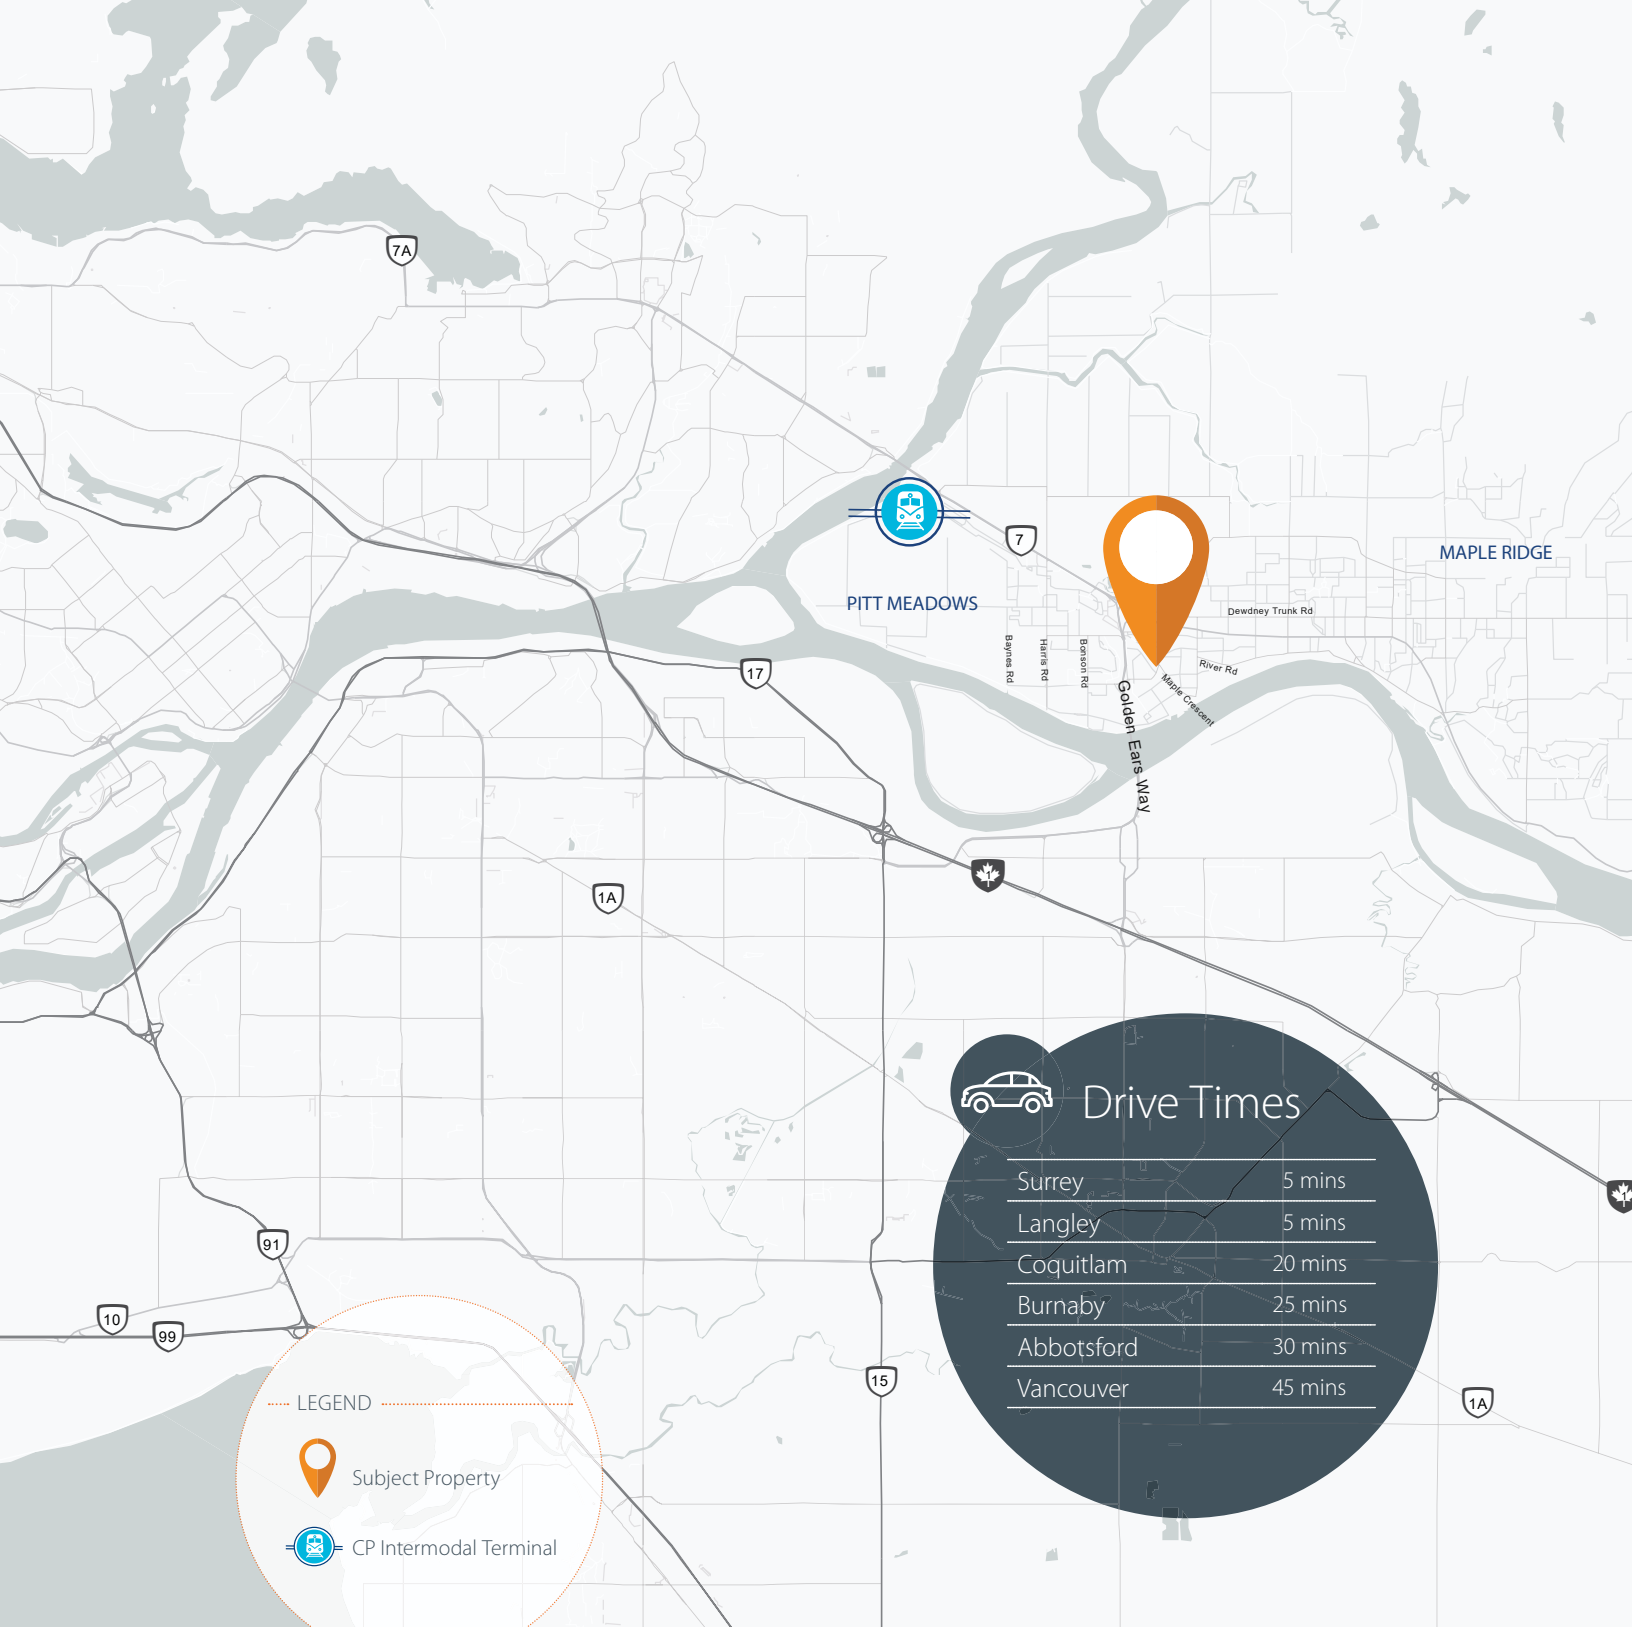 7A
7
MAPLE RIDGE
PITT MEADOWS
Dewdney Trunk Rd
Baynes Rd
Harris Rd
Bonson Rd
River Rd
Maple Crescent
Golden Ears Way
17
1
1A
Drive Times
Surrey 5 mins
Langley 5 mins
Coquitlam 20 mins
Burnaby 25 mins
Abbotsford 30 mins
Vancouver 45 mins
1
91
10
99
15
1A
LEGEND
Subject Property
CP Intermodal Terminal